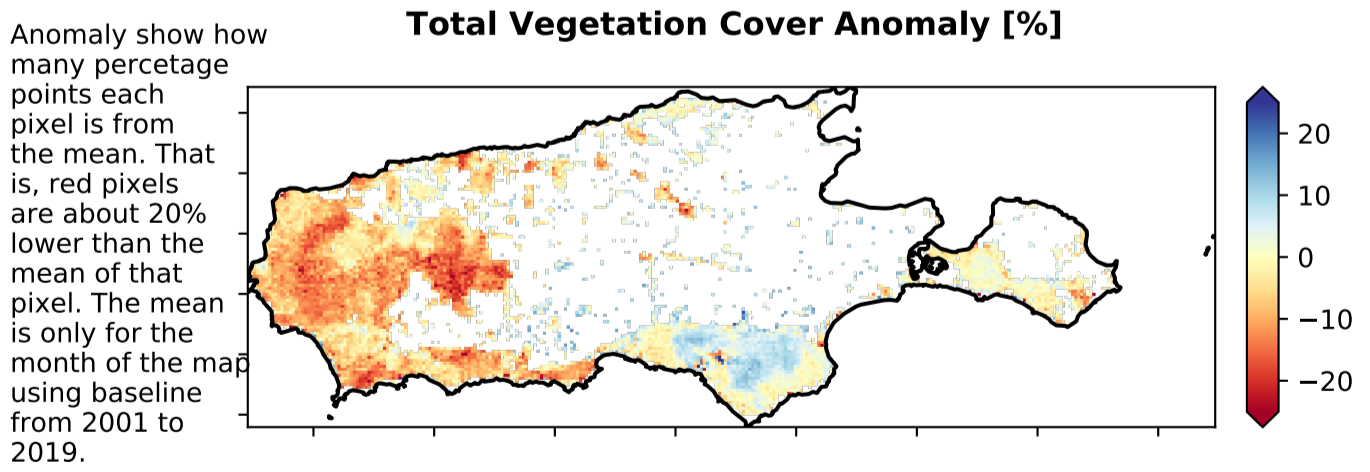 Total Vegetation Cover Anomaly [%]
Anomaly show how
many percetage
points each
pixel is from
the mean. That
is, red pixels
are about 20%
lower than the
mean of that
pixel. The mean
is only for the
month of the map
using baseline
from 2001 to
2019.
20
10
0
−10
−20